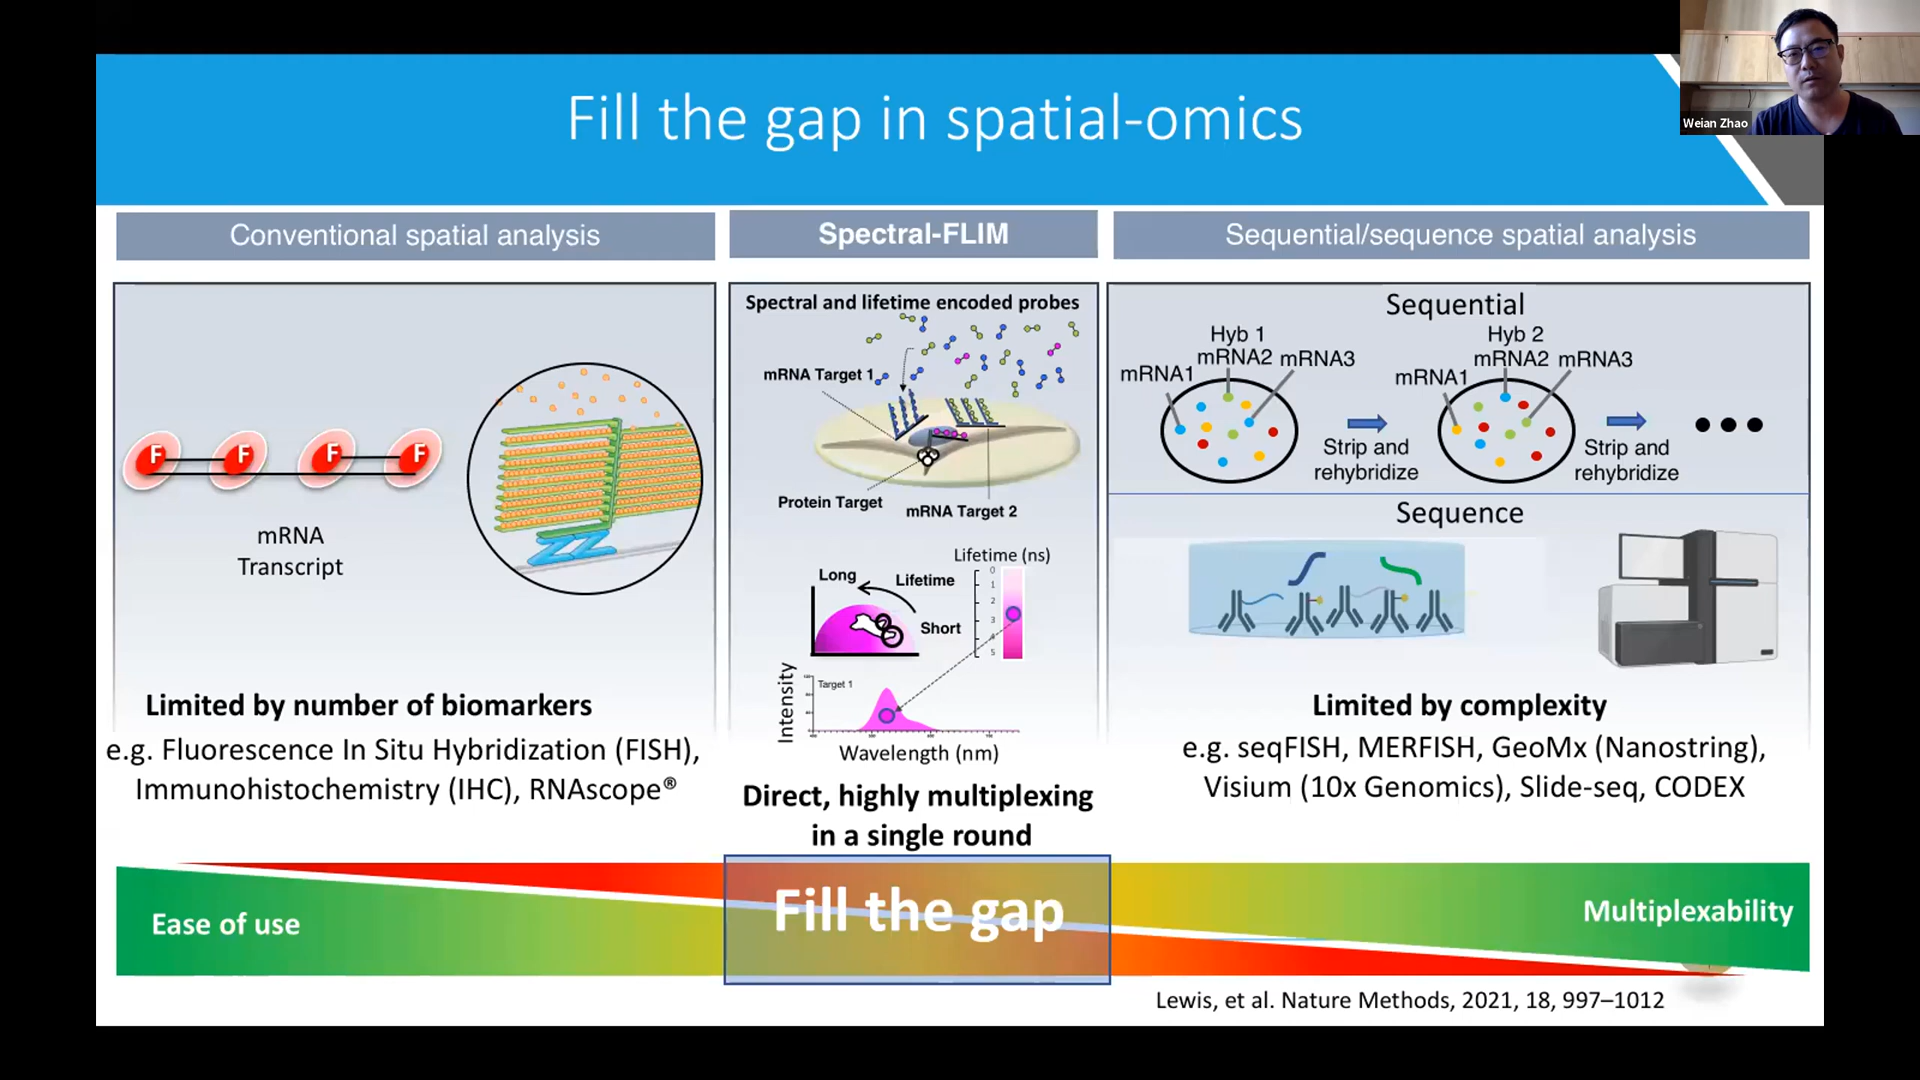 Weian Zhao
Fill the gap in spatial-omics
Conventional spatial analysis
F F F F
mRNA
Transcript
Limited by number of biomarkers
e.g. Fluorescence In Situ Hybridization (FISH),
Immunohistochemistry (IHC), RNAscope®
Spectral-FLIM
Spectral and lifetime encoded probes
mRNA Target 1
Protein Target
mRNA Target 2
Lifetime (ns)
0
1
2
3
4
5
Long
Lifetime
Short
Intensity
Target 1
Wavelength (nm)
Direct, highly multiplexing
in a single round
Sequential/sequence spatial analysis
Sequential
Hyb 1
mRNA1 mRNA2 mRNA3
Strip and
rehybridize
Hyb 2
mRNA1 mRNA2 mRNA3
Strip and
rehybridize
Sequence
Limited by complexity
e.g. seqFISH, MERFISH, GeoMx (Nanostring),
Visium (10x Genomics), Slide-seq, CODEX
Ease of use
Fill the gap
Multiplexability
Lewis, et al. Nature Methods, 2021, 18, 997–1012